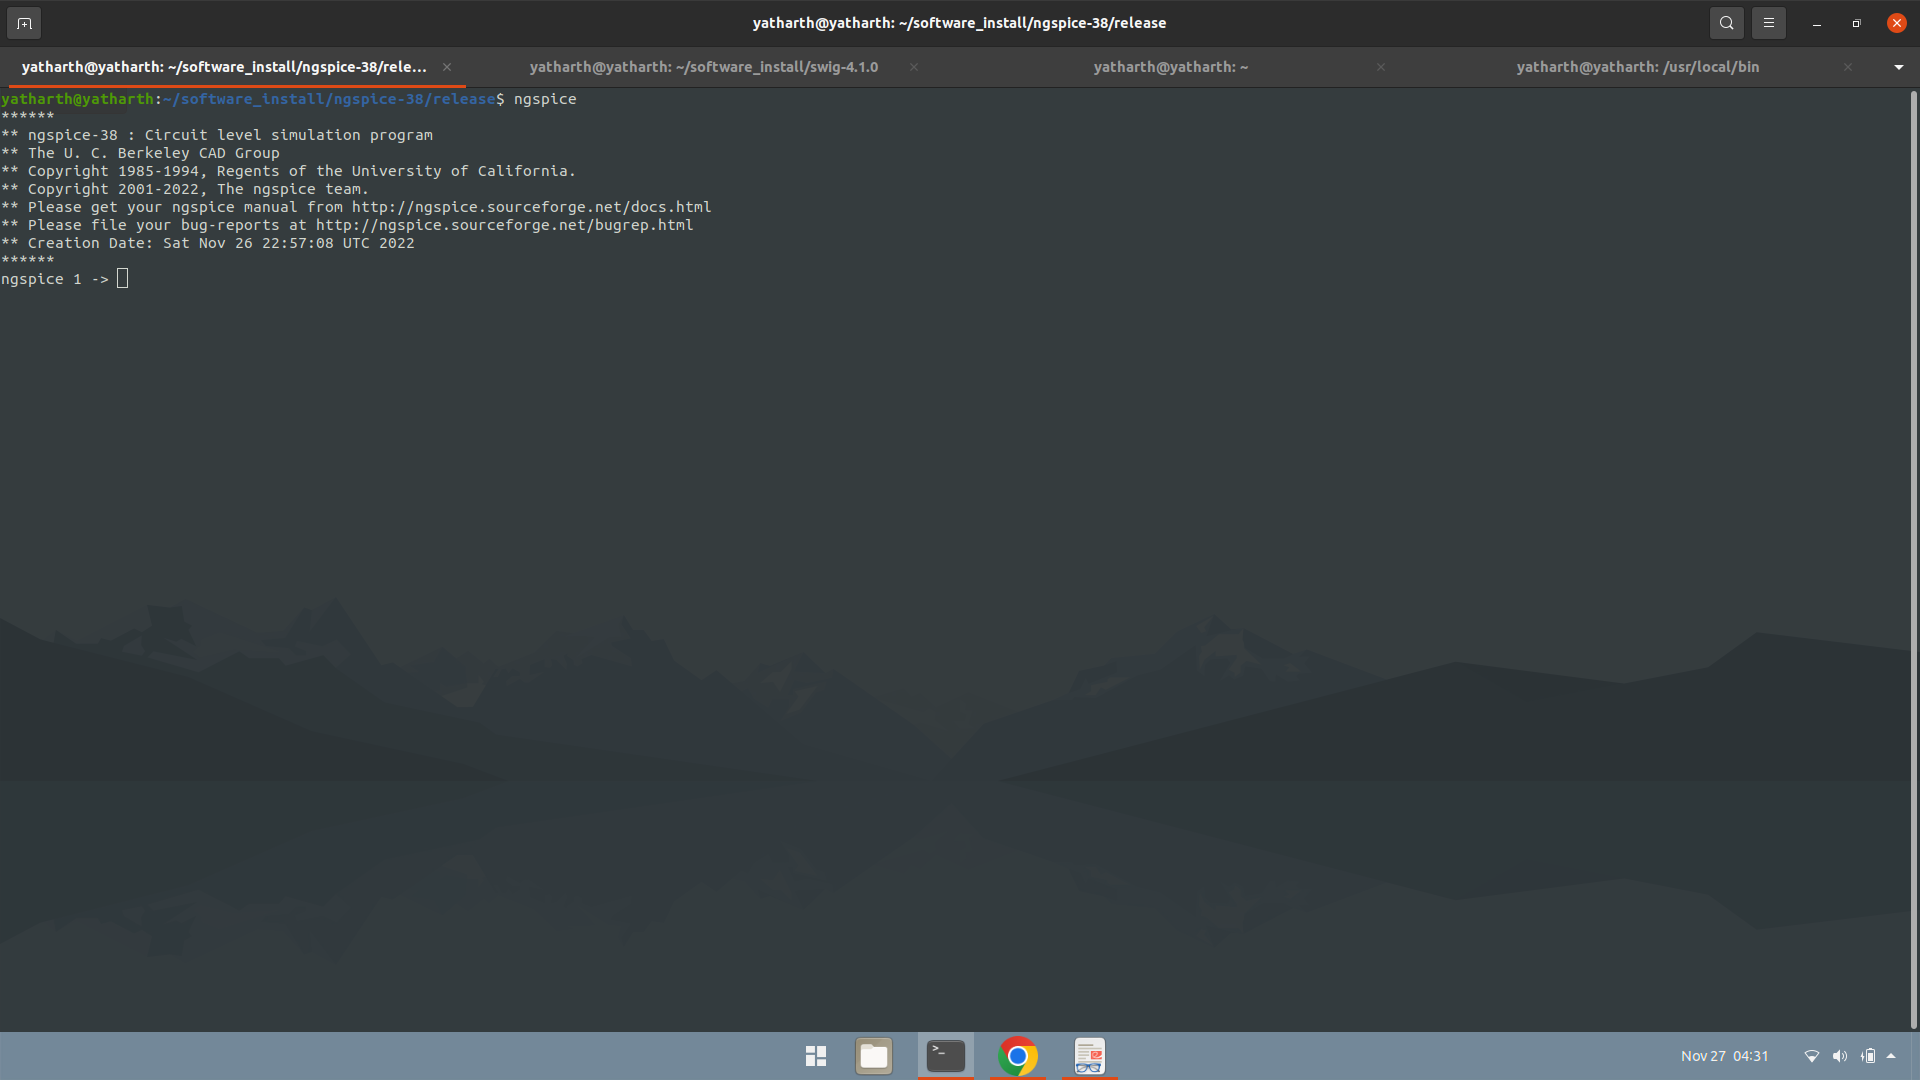 yatharth@yatharth: ~/software_install/ngspice-38/release
yatharth@yatharth: ~/software_install/ngspice-38/rele...
yatharth@yatharth: ~/software_install/swig-4.1.0
yatharth@yatharth: ~
yatharth@yatharth: /usr/local/bin
yatharth@yatharth:~/software_install/ngspice-38/release$ ngspice
******
** ngspice-38 : Circuit level simulation program
** The U. C. Berkeley CAD Group
** Copyright 1985-1994, Regents of the University of California.
** Copyright 2001-2022, The ngspice team.
** Please get your ngspice manual from http://ngspice.sourceforge.net/docs.html
** Please file your bug-reports at http://ngspice.sourceforge.net/bugrep.html
** Creation Date: Sat Nov 26 22:57:08 UTC 2022
******
ngspice 1 ->
Nov 27 04:31